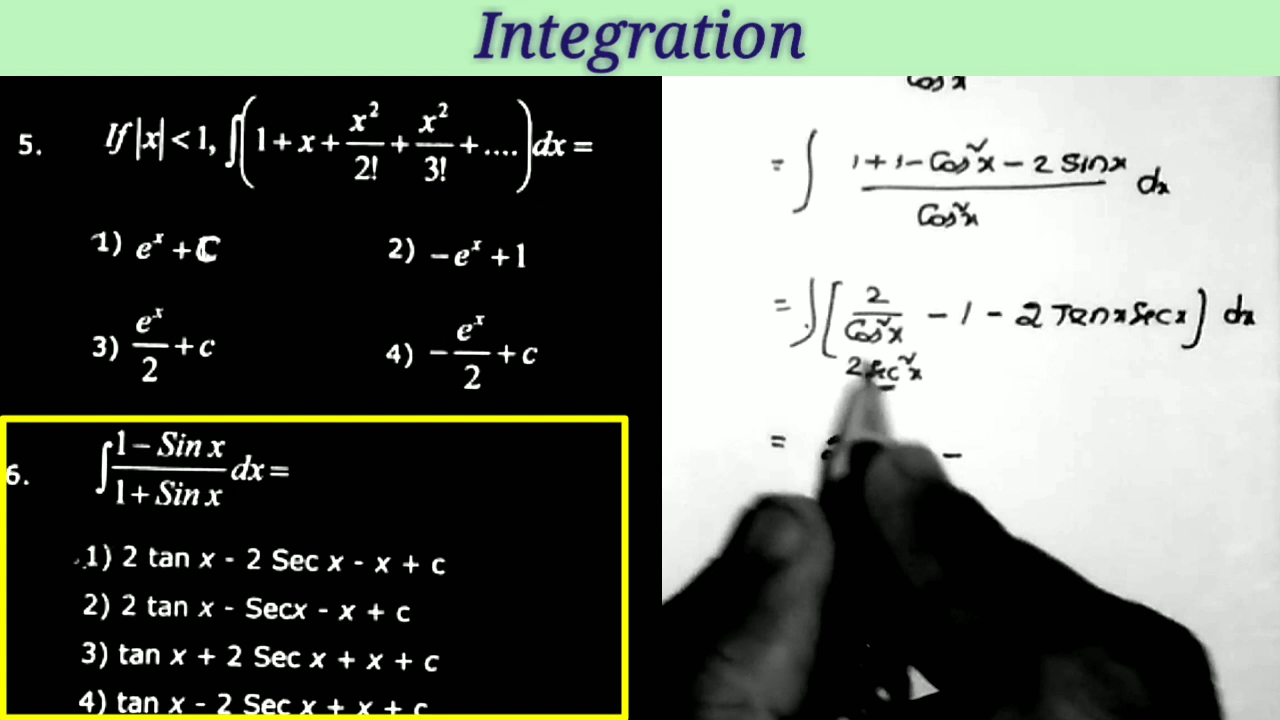 Integration
5. If |x| < 1, ∫(1 + x + x²/2! + x²/3! + ....)dx =
1) eˣ + C 2) −eˣ + 1
3) eˣ/2 + c 4) −eˣ/2 + c
6. ∫ (1 − Sin x)/(1 + Sin x) dx =
1) 2 tan x - 2 Sec x - x + c
2) 2 tan x - Secx - x + c
3) tan x + 2 Sec x + x + c
4) tan x - 2 Sec x + x + c
Cos x
= ∫ (1 + 1 − Cos²x − 2 Sinx)/(Cos²x) dx
= ∫ [2/(Cos²x) − 1 − 2 Tanx Secx] dx
2 Sec²x
= −